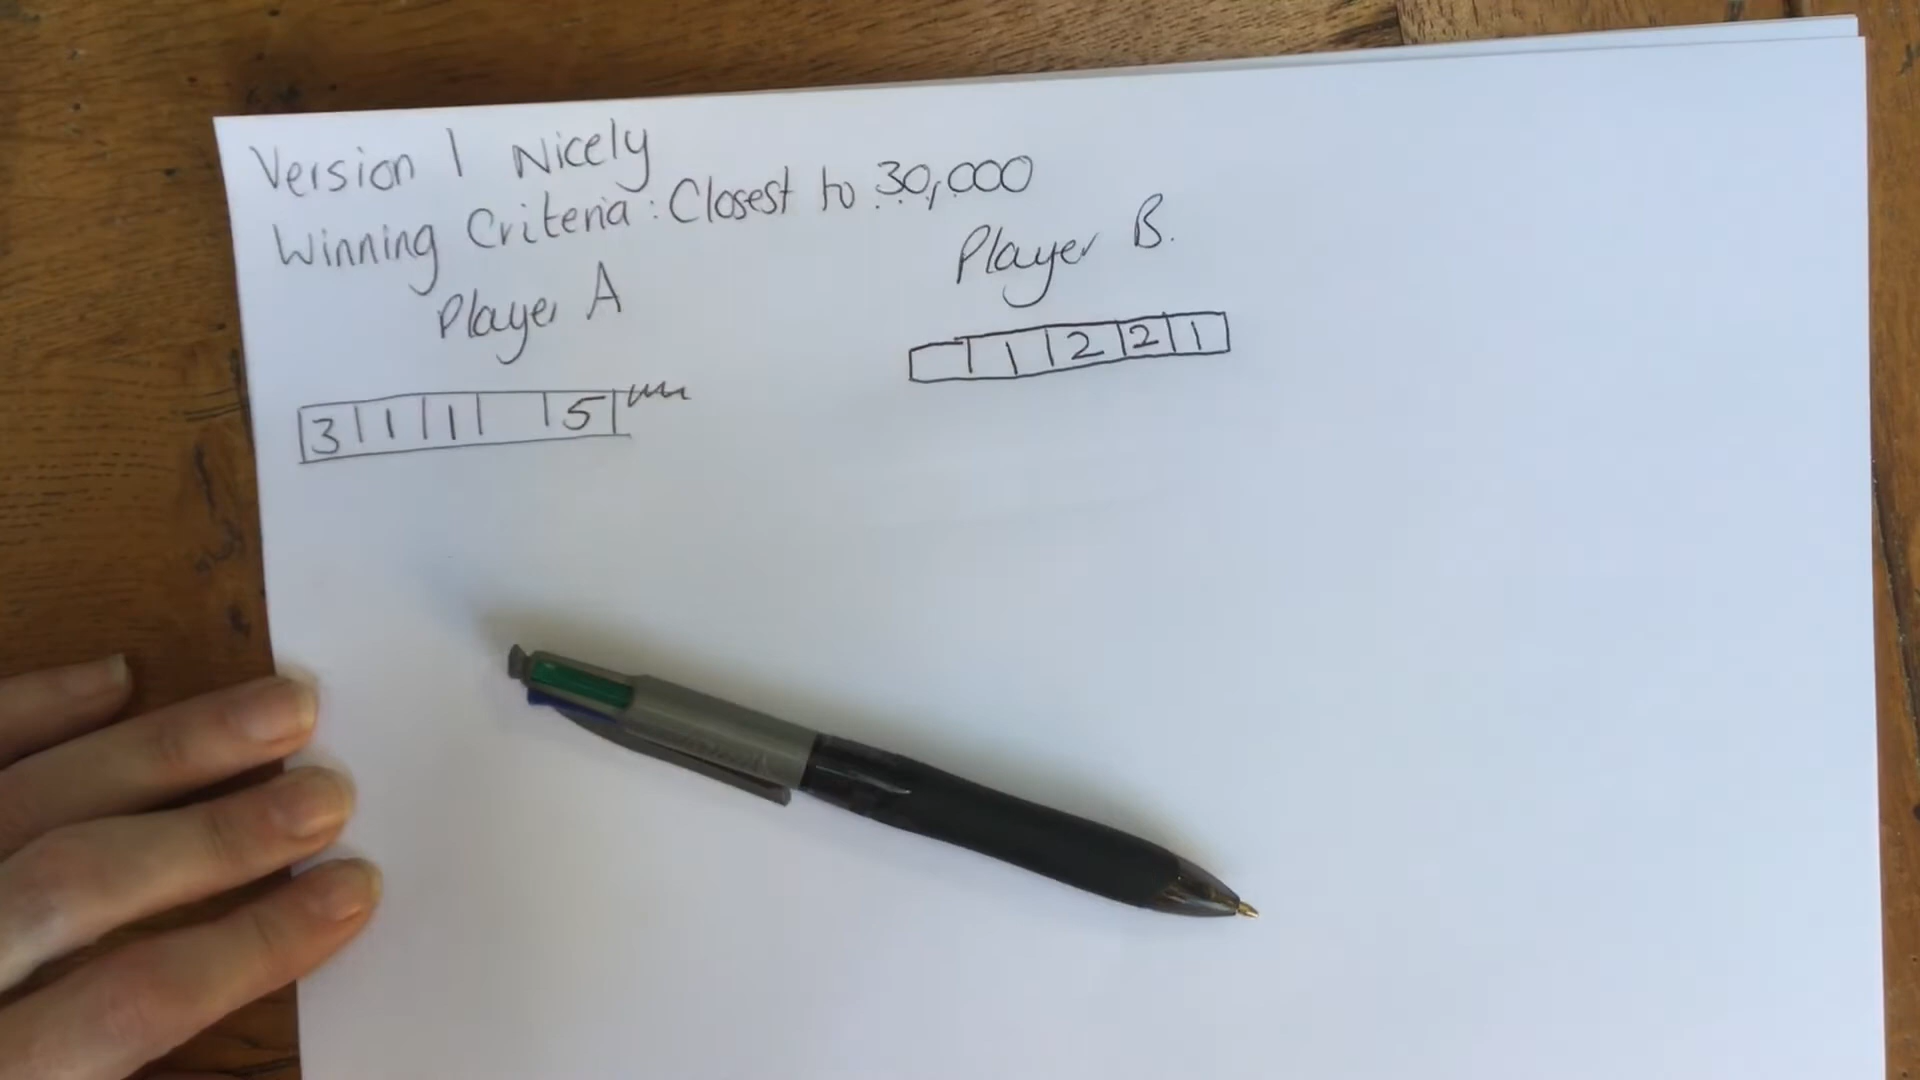 Version 1 Nicely
Winning Criteria: Closest to 30,000
Player A
Player B.
3 1 1 5
1 2 2 1